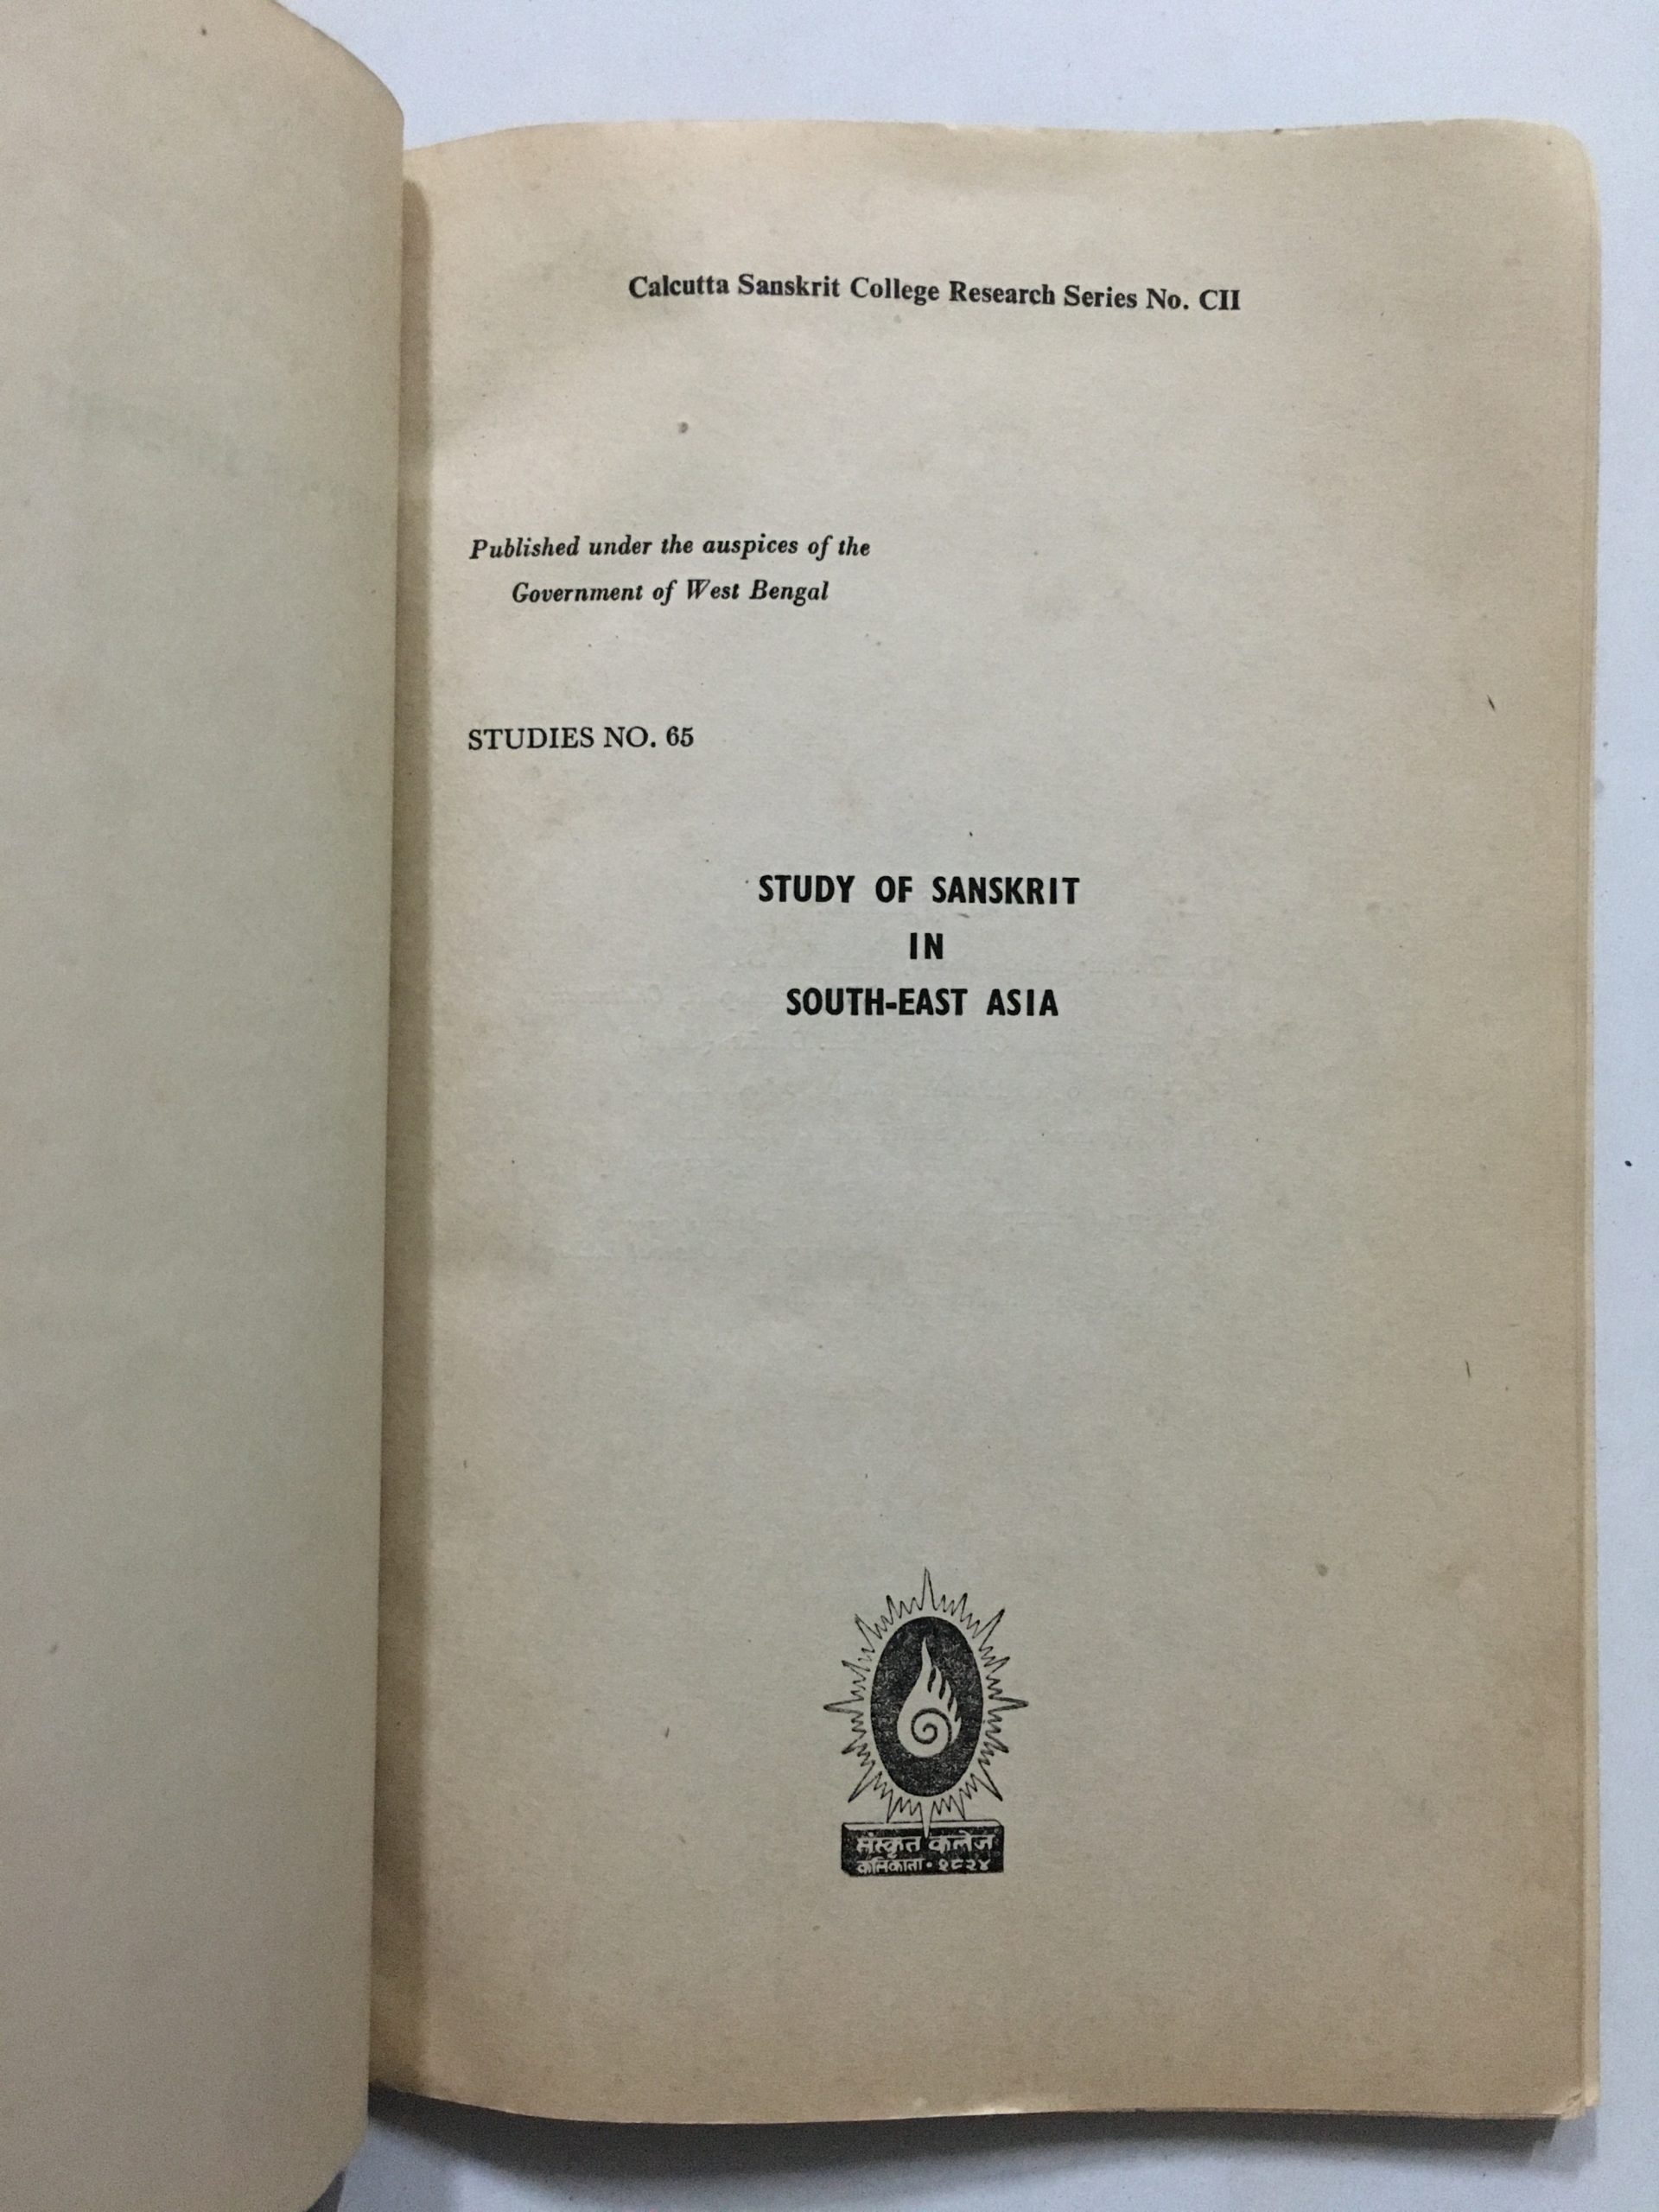 Calcutta Sanskrit College Research Series No. CII
Published under the auspices of the
Government of West Bengal
STUDIES NO. 65
STUDY OF SANSKRIT
IN
SOUTH-EAST ASIA
संस्कृत कलेज
कलिकाता • १८२४